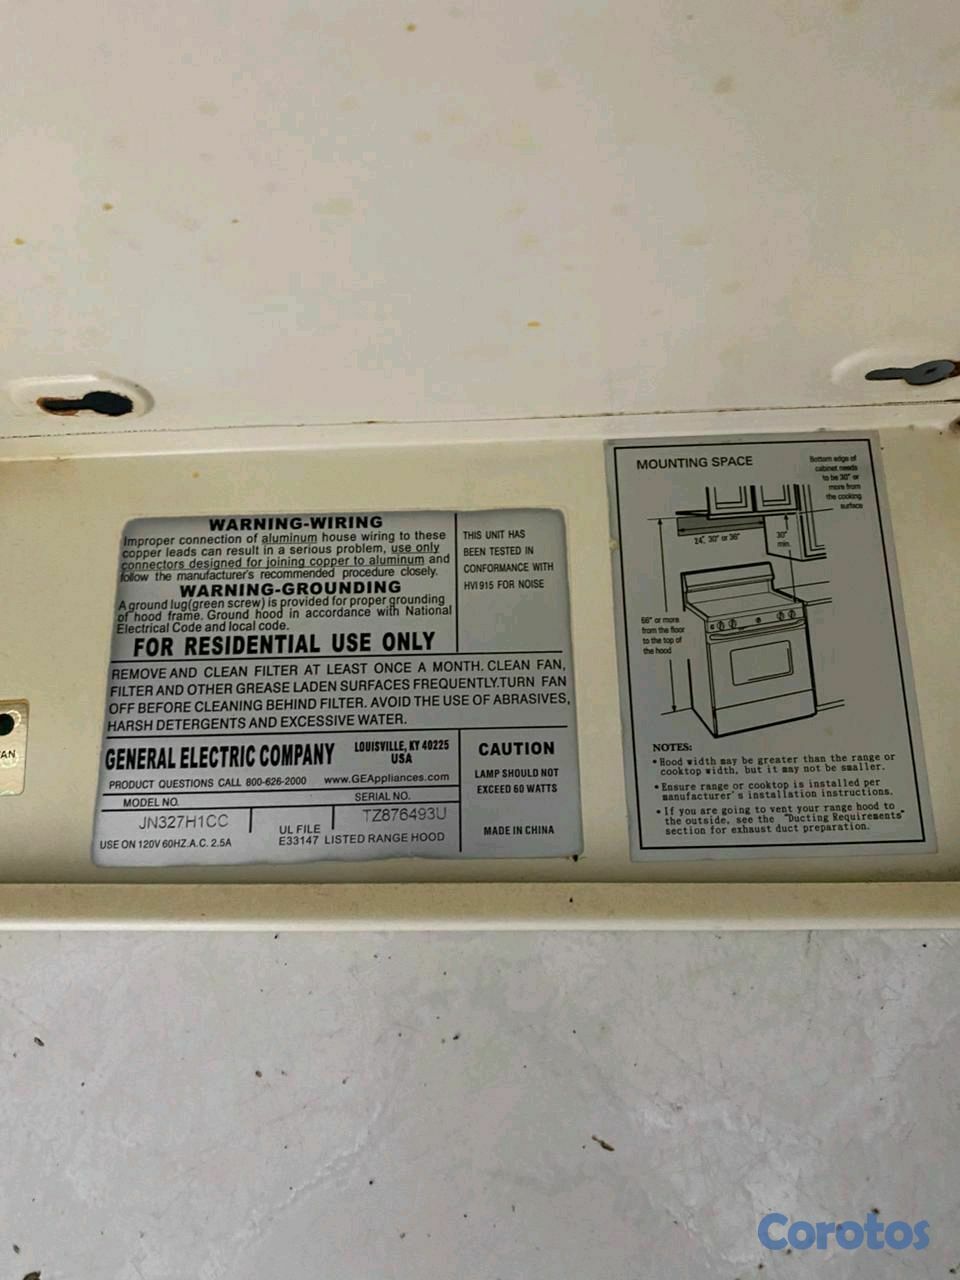 WARNING-WIRING
Improper connection of aluminum house wiring to these
copper leads can result in a serious problem, use only
connectors designed for joining copper to aluminum and
follow the manufacturer's recommended procedure closely.
WARNING-GROUNDING
A ground lug(green screw) is provided for proper grounding
of hood frame. Ground hood in accordance with National
Electrical Code and local code.
FOR RESIDENTIAL USE ONLY
THIS UNIT HAS
BEEN TESTED IN
CONFORMANCE WITH
HVI 915 FOR NOISE
REMOVE AND CLEAN FILTER AT LEAST ONCE A MONTH. CLEAN FAN,
FILTER AND OTHER GREASE LADEN SURFACES FREQUENTLY.TURN FAN
OFF BEFORE CLEANING BEHIND FILTER. AVOID THE USE OF ABRASIVES,
HARSH DETERGENTS AND EXCESSIVE WATER.
GENERAL ELECTRIC COMPANY
LOUISVILLE, KY 40225
USA
PRODUCT QUESTIONS CALL 800-626-2000 www.GEAppliances.com
MODEL NO.
SERIAL NO.
JN327H1CC
TZ876493U
USE ON 120V 60HZ.A.C. 2.5A
UL FILE
E33147 LISTED RANGE HOOD
CAUTION
LAMP SHOULD NOT
EXCEED 60 WATTS
MADE IN CHINA
MOUNTING SPACE
Bottom edge of
cabinet needs
to be 30" or
more from
the cooking
surface
24", 30" or 36"
30"
min.
66" or more
from the floor
to the top of
the hood
NOTES:
• Hood width may be greater than the range or
cooktop width, but it may not be smaller.
• Ensure range or cooktop is installed per
manufacturer's installation instructions.
• If you are going to vent your range hood to
the outside, see the "Ducting Requirements"
section for exhaust duct preparation.
Corotos